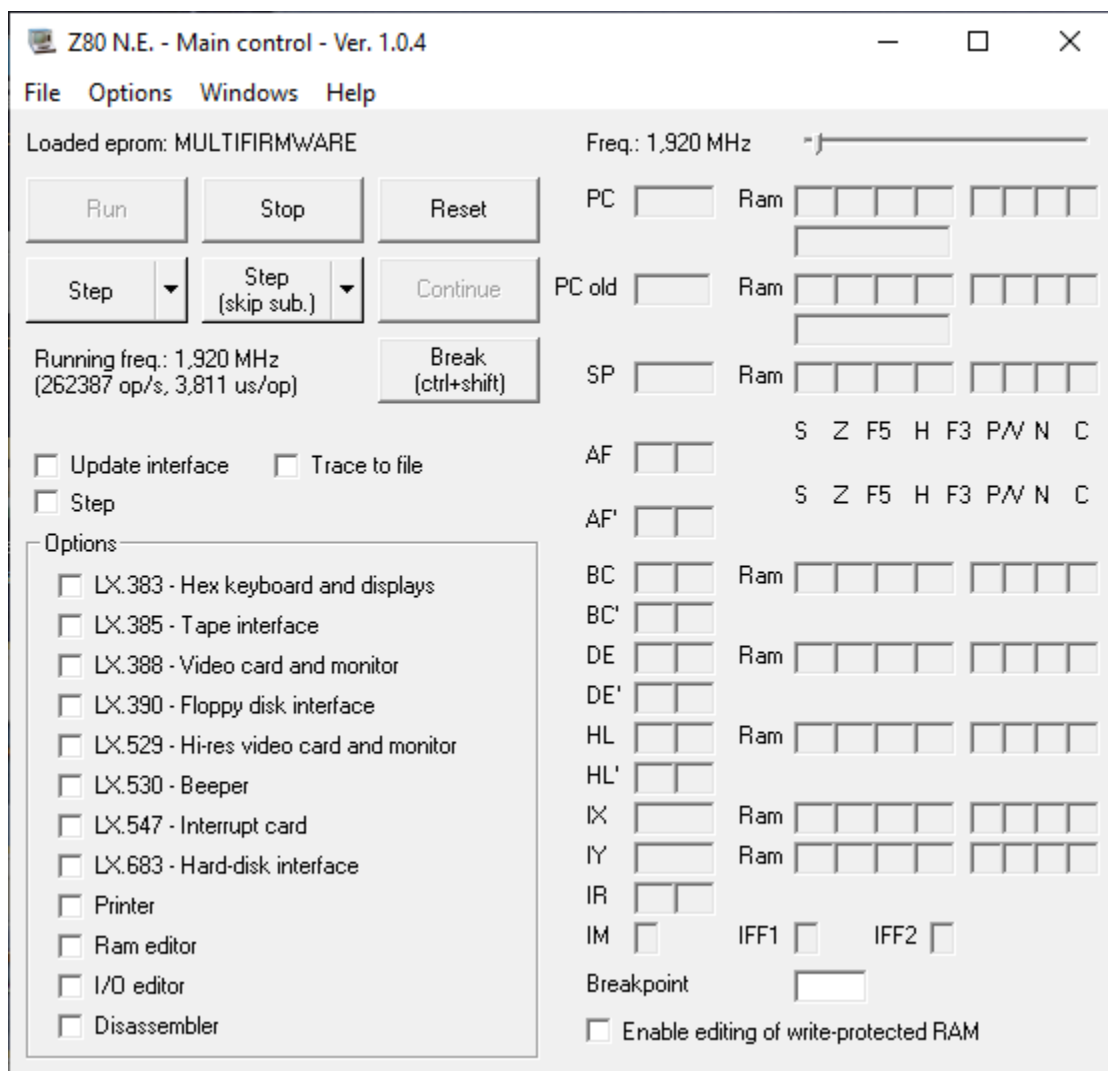 Z80 N.E. - Main control - Ver. 1.0.4
File Options Windows Help
Loaded eprom: MULTIFIRMWARE
Run Stop Reset
Step Step (skip sub.) Continue
Running freq.: 1,920 MHz
(262387 op/s, 3,811 us/op)
Break
(ctrl+shift)
Update interface Trace to file
Step
Options
LX.383 - Hex keyboard and displays
LX.385 - Tape interface
LX.388 - Video card and monitor
LX.390 - Floppy disk interface
LX.529 - Hi-res video card and monitor
LX.530 - Beeper
LX.547 - Interrupt card
LX.683 - Hard-disk interface
Printer
Ram editor
I/O editor
Disassembler
Freq.: 1,920 MHz
PC Ram
PC old Ram
SP Ram
S Z F5 H F3 P/V N C
AF
S Z F5 H F3 P/V N C
AF'
BC Ram
BC'
DE Ram
DE'
HL Ram
HL'
IX Ram
IY Ram
IR
IM IFF1 IFF2
Breakpoint
Enable editing of write-protected RAM